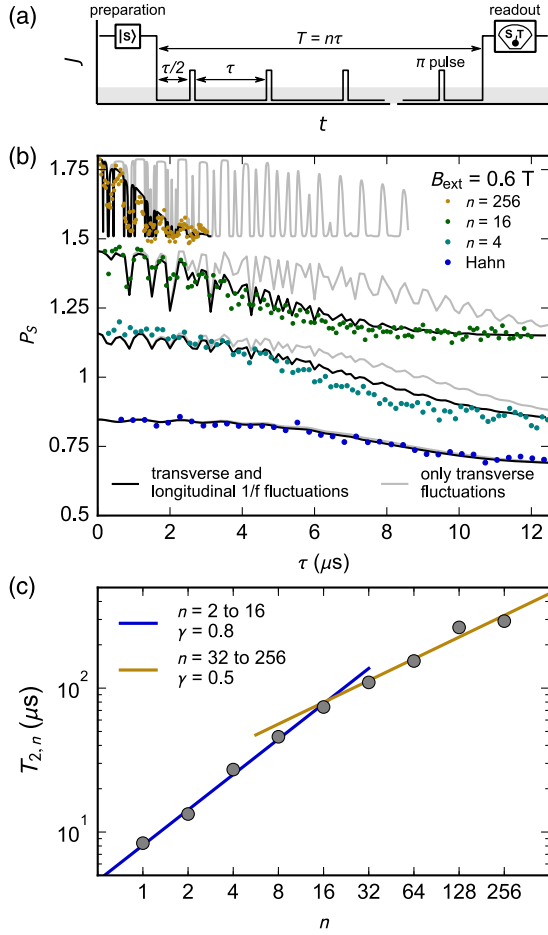 (a)
preparation
readout
|s⟩
T = nτ
S T
τ/2
τ
π pulse
J
t
(b)
1.75
1.5
1.25
1
0.75
0.5
P_S
B_ext = 0.6 T
n = 256
n = 16
n = 4
Hahn
transverse and
longitudinal 1/f fluctuations
only transverse
fluctuations
0 2 4 6 8 10 12
τ (μs)
(c)
n = 2 to 16
γ = 0.8
n = 32 to 256
γ = 0.5
10^2
10^1
T_2,n (μs)
1 2 4 8 16 32 64 128 256
n